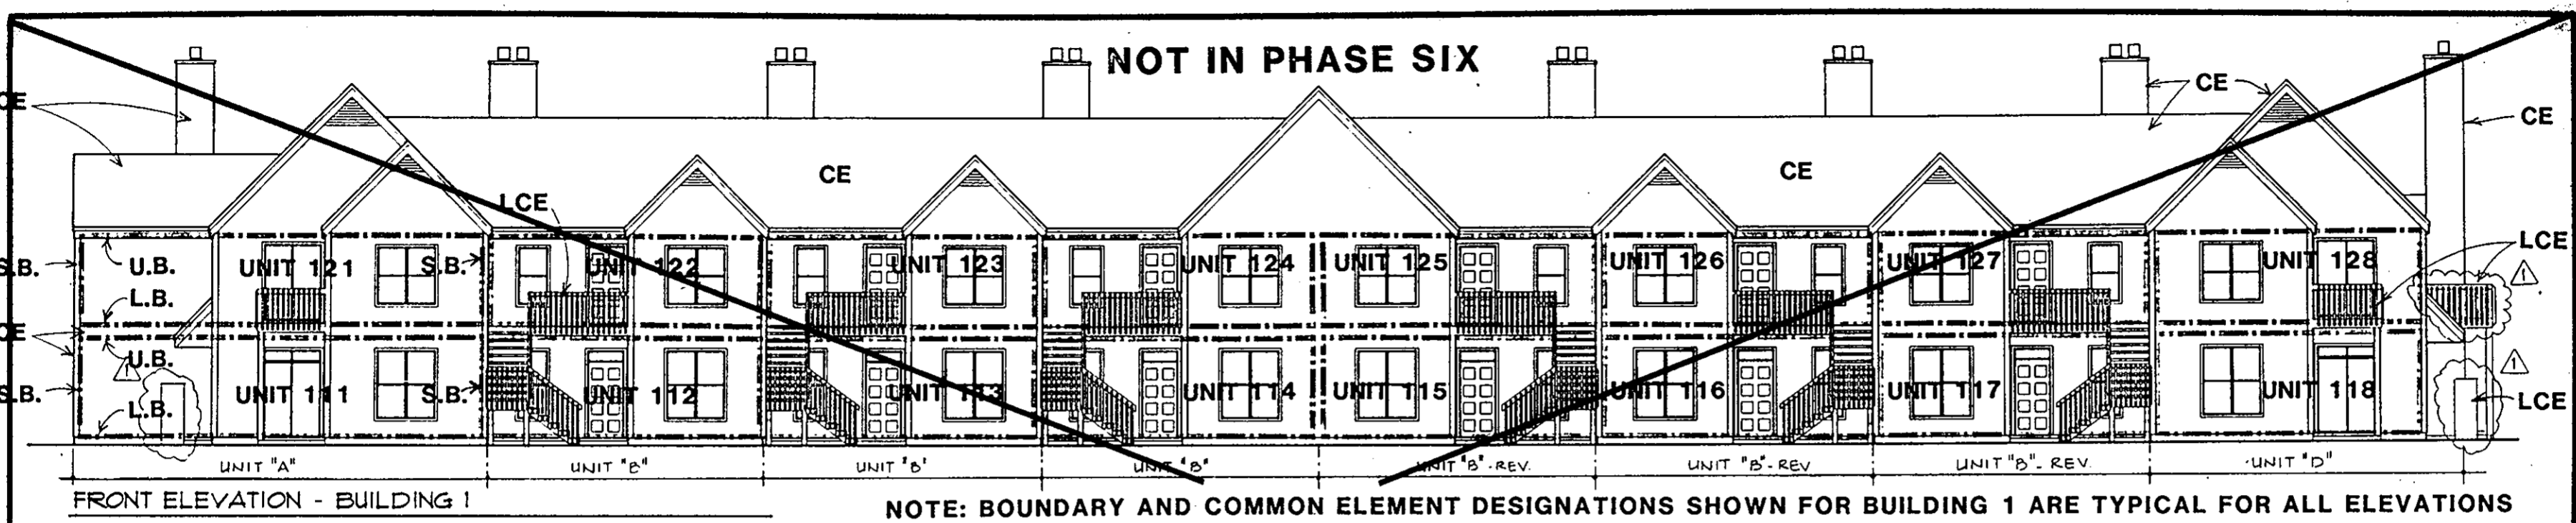 NOT IN PHASE SIX
CE
CE
CE
CE
CE
LCE
LCE
S.B.
U.B.
UNIT 121
S.B.
UNIT 122
UNIT 123
UNIT 124
UNIT 125
UNIT 126
UNIT 127
UNIT 128
L.B.
CE
U.B.
S.B.
UNIT 111
S.B.
UNIT 112
UNIT 113
UNIT 114
UNIT 115
UNIT 116
UNIT 117
UNIT 118
L.B.
LCE
UNIT "A"
UNIT "B"
UNIT "B"
UNIT "B"
UNIT "B"-REV.
UNIT "B"-REV
UNIT "B"-REV.
UNIT "D"
FRONT ELEVATION - BUILDING 1
NOTE: BOUNDARY AND COMMON ELEMENT DESIGNATIONS SHOWN FOR BUILDING 1 ARE TYPICAL FOR ALL ELEVATIONS